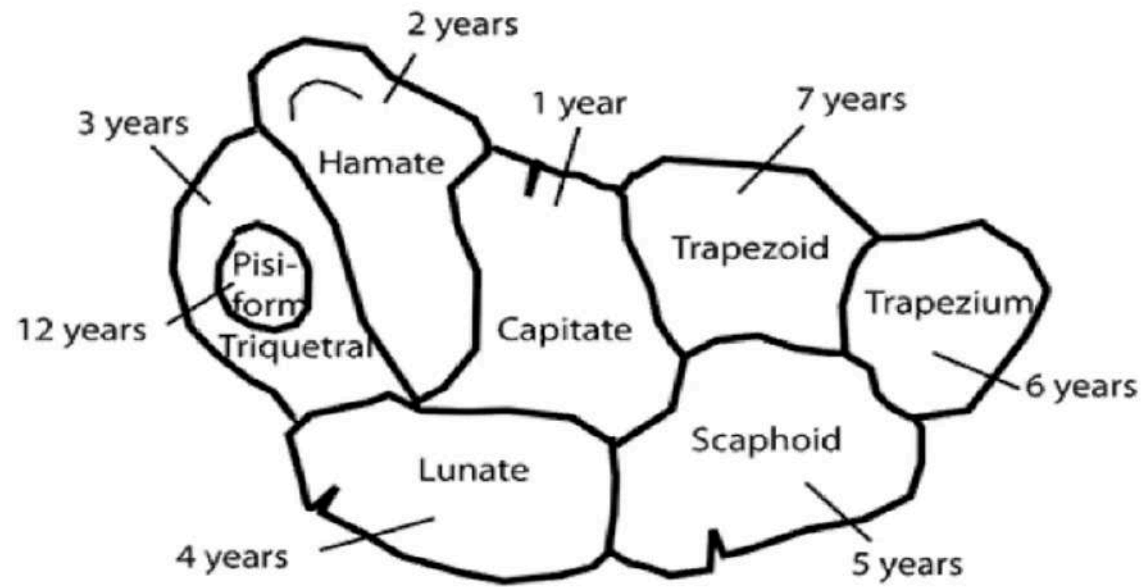 2 years
1 year
7 years
3 years
Hamate
Trapezoid
Pisi-
form
Trapezium
12 years
Triquetral
Capitate
6 years
Scaphoid
Lunate
4 years
5 years